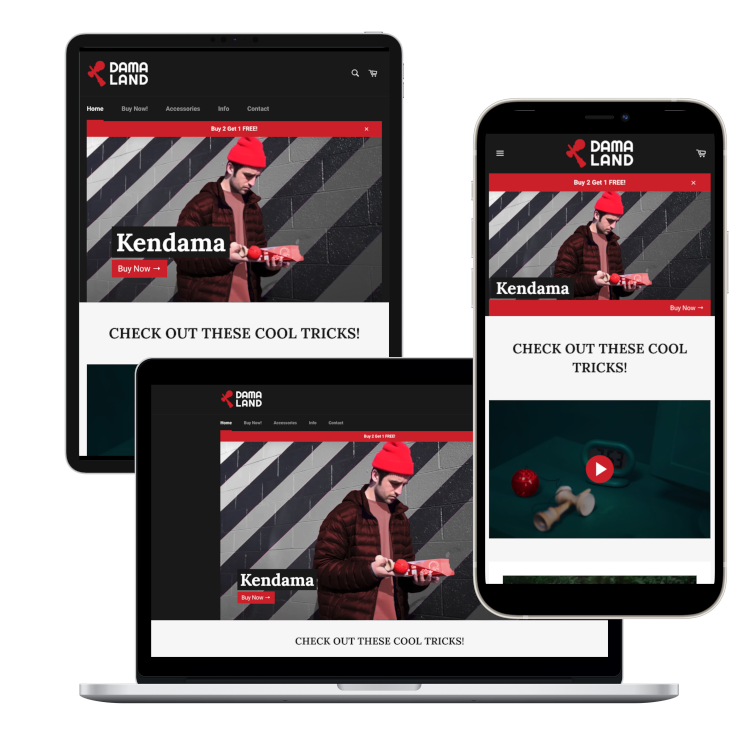 DAMA
LAND
Home Buy Now! Accessories Info Contact
Buy 2 Get 1 FREE! ×
Kendama
Buy Now →
CHECK OUT THESE COOL TRICKS!
DAMA
LAND
Buy 2 Get 1 FREE! ×
Kendama
Buy Now →
CHECK OUT THESE COOL
TRICKS!
DAMA
LAND
Home Buy Now! Accessories Info Contact
Buy 2 Get 1 FREE!
Kendama
Buy Now →
CHECK OUT THESE COOL TRICKS!